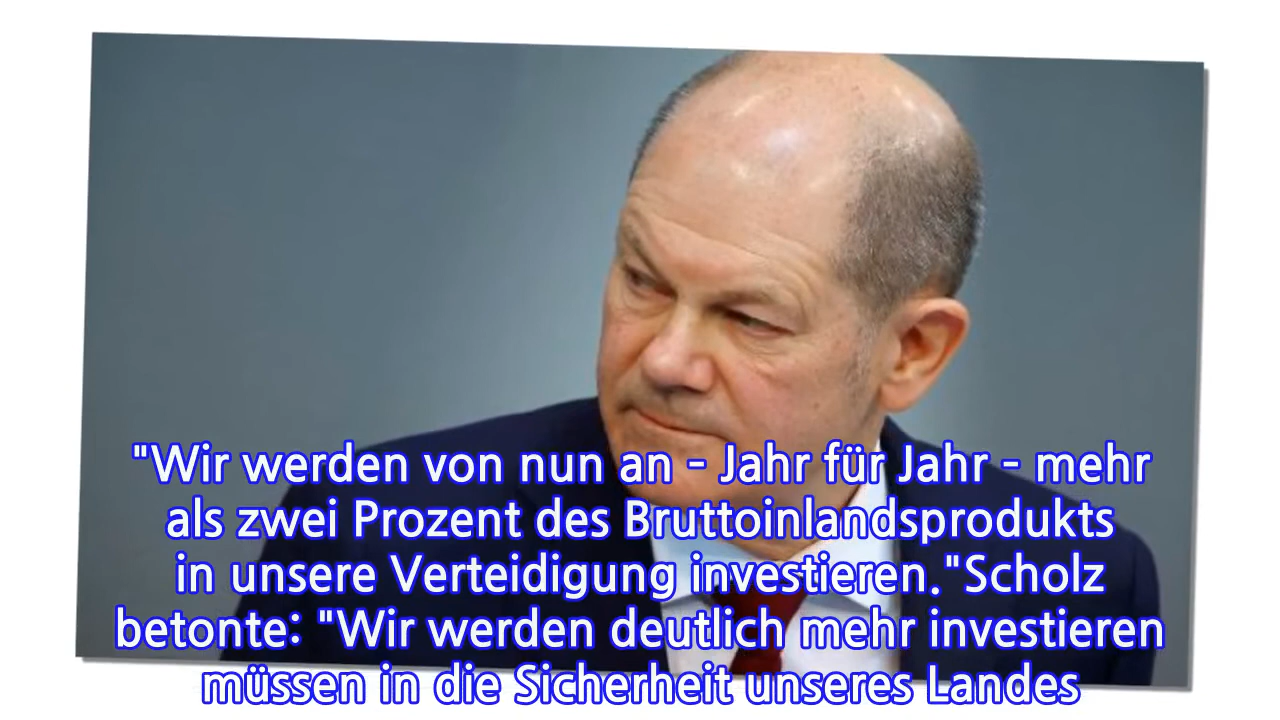 "Wir werden von nun an - Jahr für Jahr - mehr
als zwei Prozent des Bruttoinlandsprodukts
in unsere Verteidigung investieren."Scholz
betonte: "Wir werden deutlich mehr investieren
müssen in die Sicherheit unseres Landes